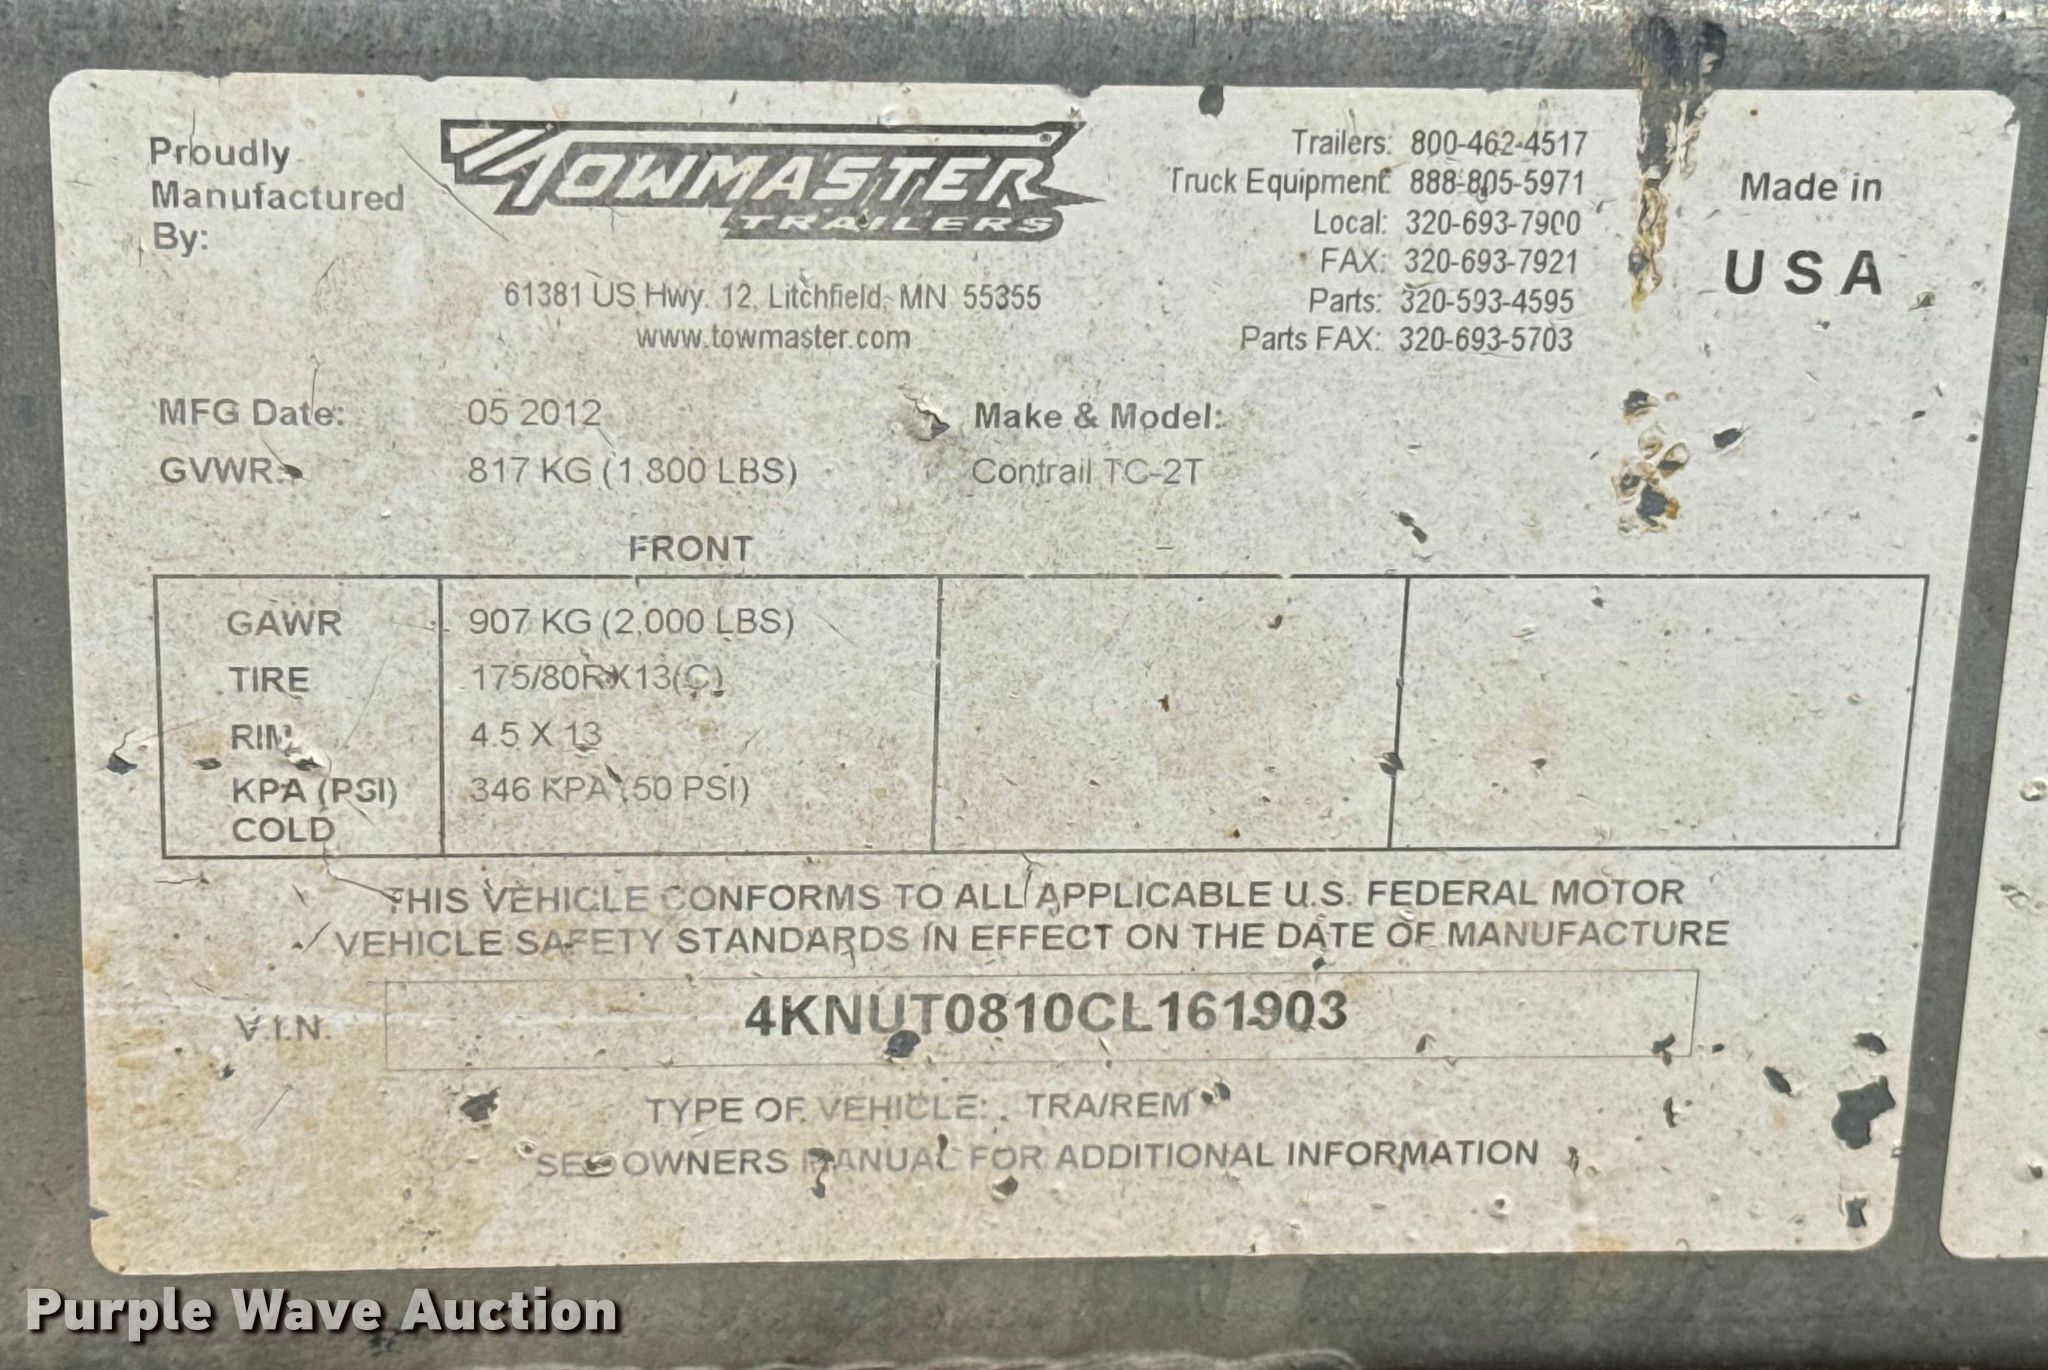 Proudly
Manufactured
By:
TOWMASTER®
TRAILERS
61381 US Hwy. 12, Litchfield, MN 55355
www.towmaster.com
Trailers: 800-462-4517
Truck Equipment: 888-805-5971
Local: 320-693-7900
FAX: 320-693-7921
Parts: 320-593-4595
Parts FAX: 320-693-5703
Made in
USA
MFG Date: 05 2012
GVWR: 817 KG (1,800 LBS)
Make & Model:
Contrail TC-2T
FRONT
GAWR 907 KG (2,000 LBS)
TIRE 175/80RX13(C)
RIM 4.5 X 13
KPA (PSI) 346 KPA (50 PSI)
COLD
THIS VEHICLE CONFORMS TO ALL APPLICABLE U.S. FEDERAL MOTOR
VEHICLE SAFETY STANDARDS IN EFFECT ON THE DATE OF MANUFACTURE
V.I.N. 4KNUT0810CL161903
TYPE OF VEHICLE: TRA/REM
SEE OWNERS MANUAL FOR ADDITIONAL INFORMATION
Purple Wave Auction